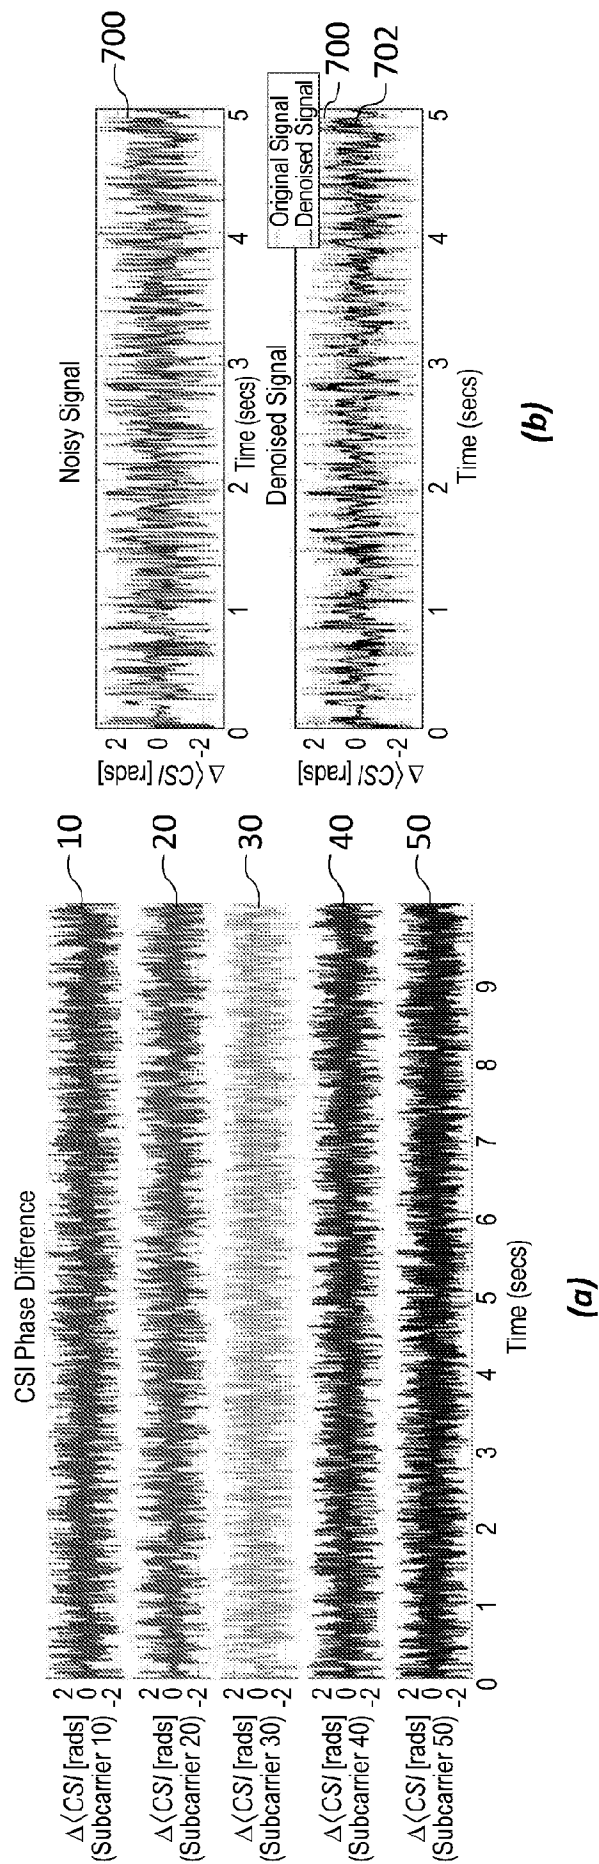 CSI Phase Difference
Δ⟨CSI [rads]
(Subcarrier 10)
2
0
-2
10
Δ⟨CSI [rads]
(Subcarrier 20)
2
0
-2
20
Δ⟨CSI [rads]
(Subcarrier 30)
2
0
-2
30
Δ⟨CSI [rads]
(Subcarrier 40)
2
0
-2
40
Δ⟨CSI [rads]
(Subcarrier 50)
2
0
-2
50
0 1 2 3 4 5 6 7 8 9
Time (secs)
(a)
Noisy Signal
Δ⟨CSI [rads]
2
0
-2
700
0 1 2 3 4 5
Time (secs)
Denoised Signal
Original Signal
Denoised Signal
Δ⟨CSI [rads]
2
0
-2
700
702
0 1 2 3 4 5
Time (secs)
(b)